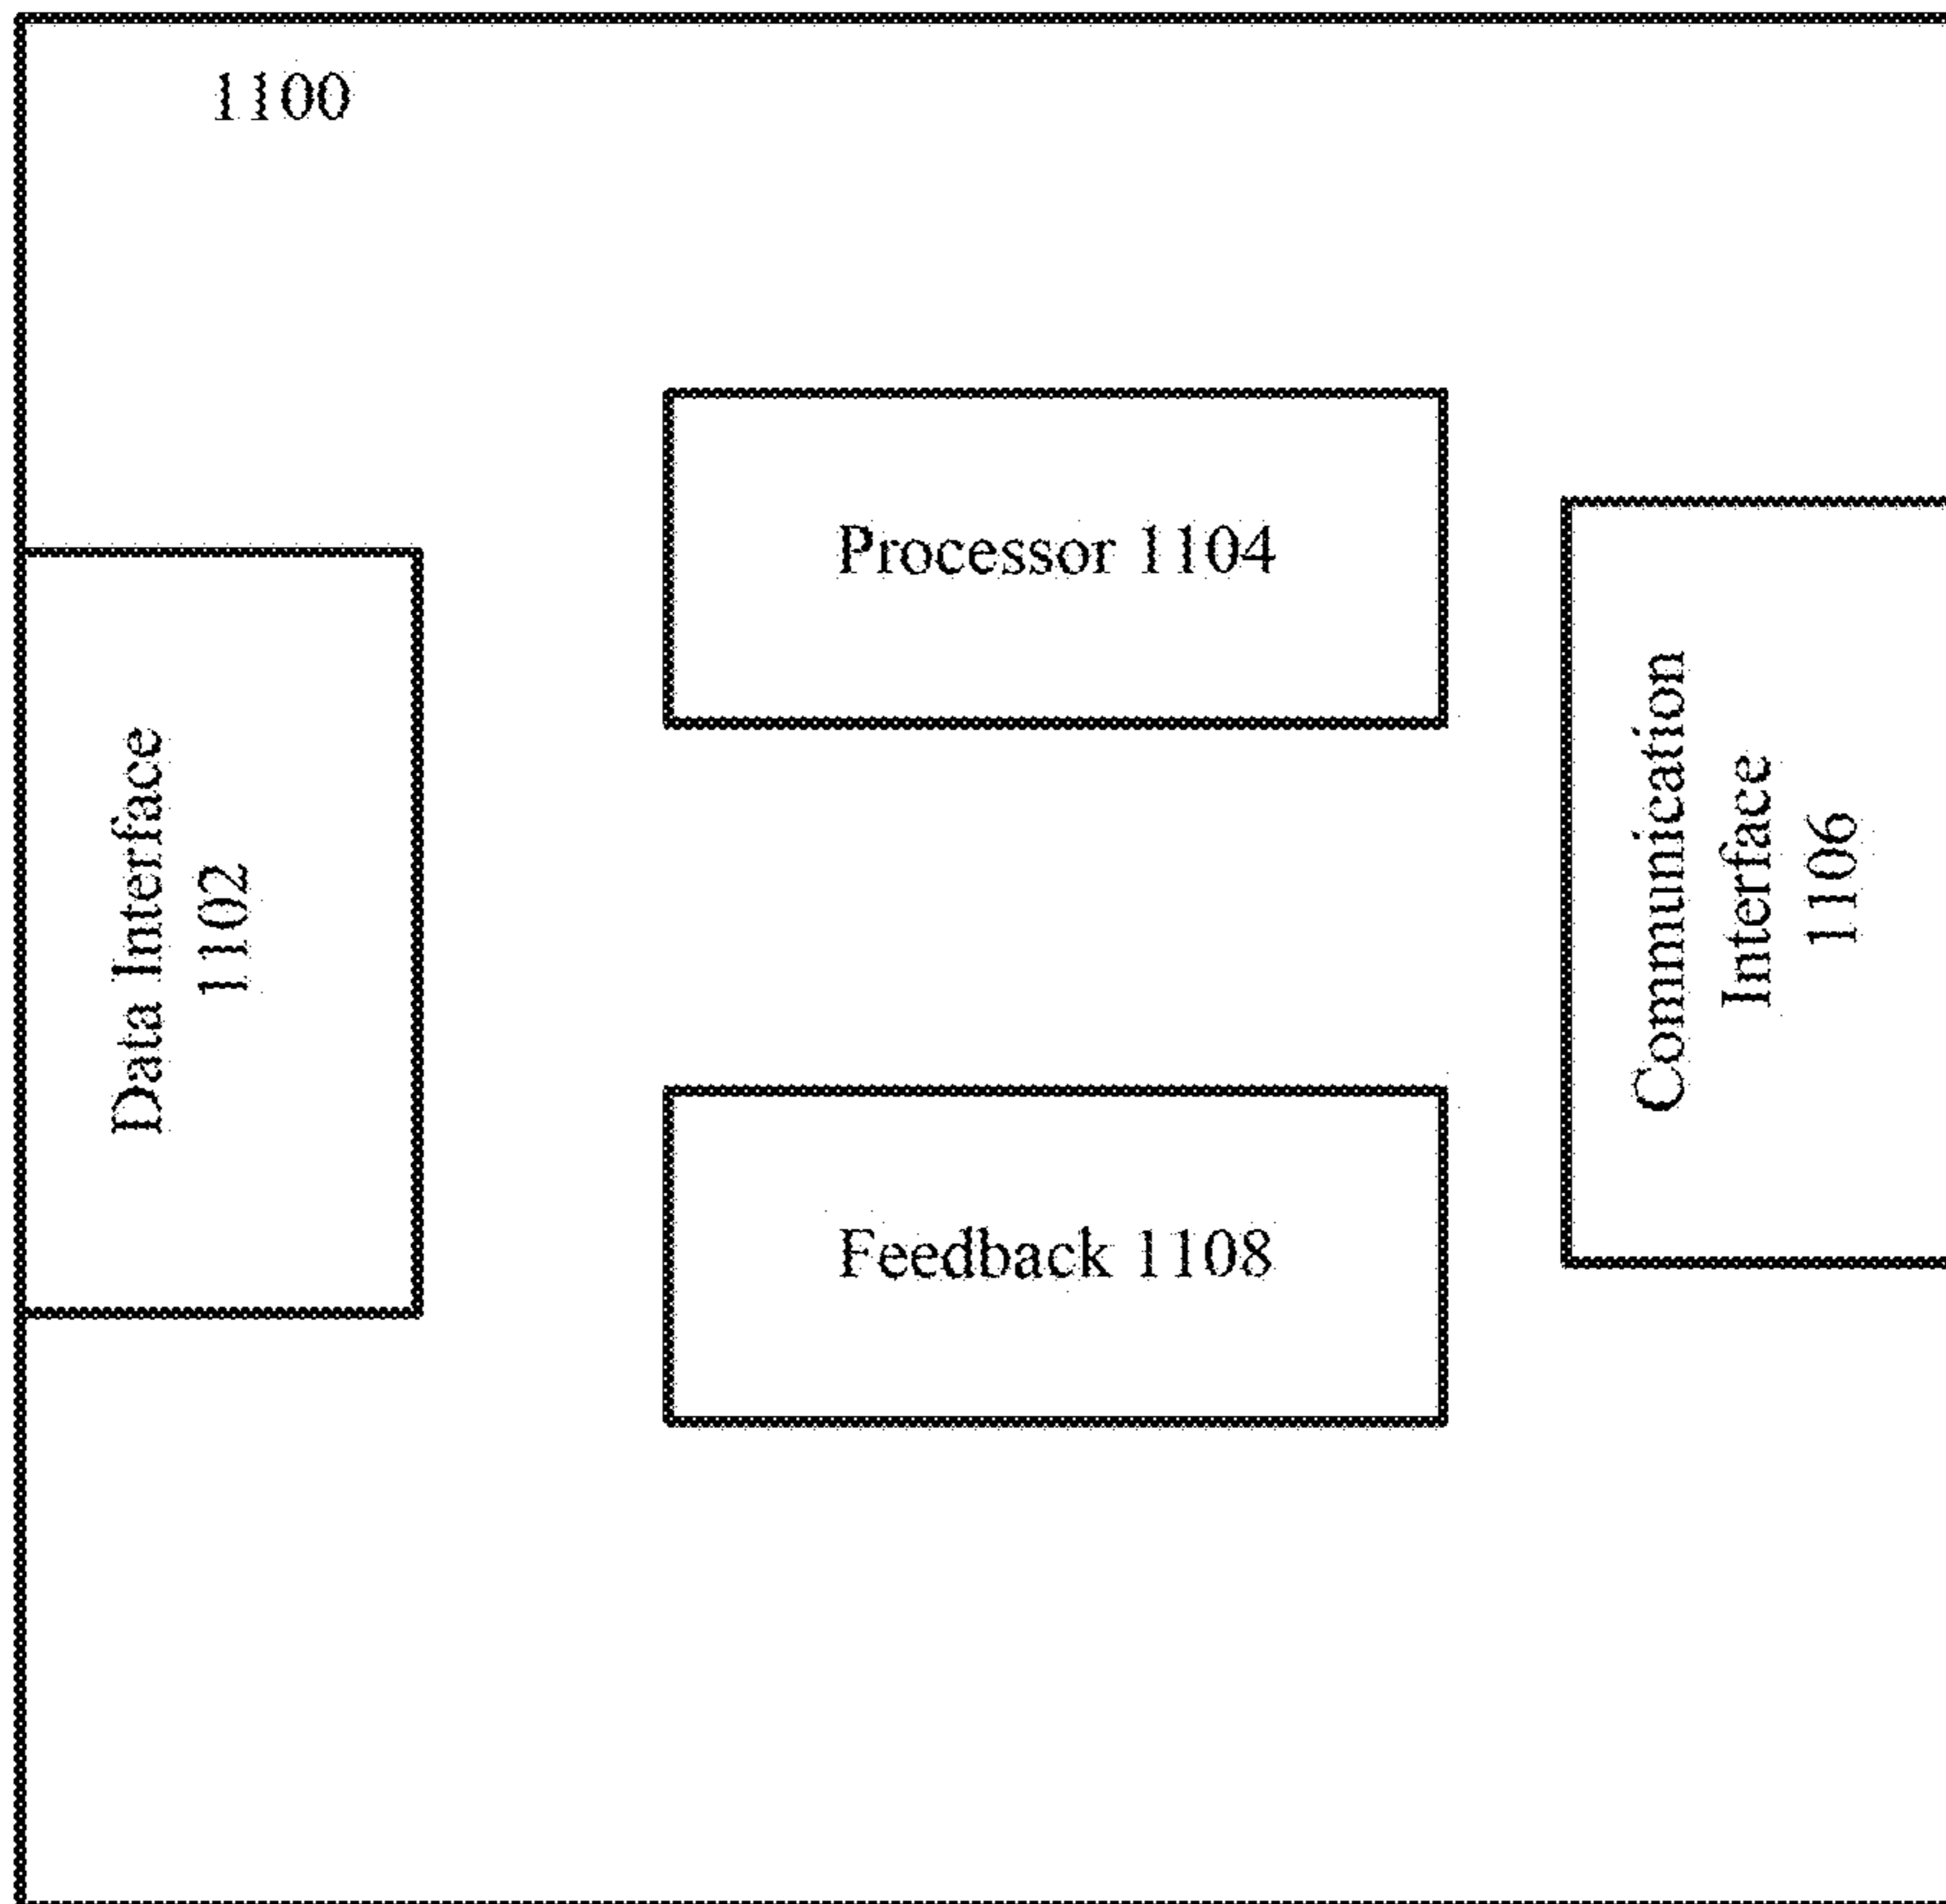 1100
Processor 1104
Data Interface
1102
Communication
Interface
1106
Feedback 1108